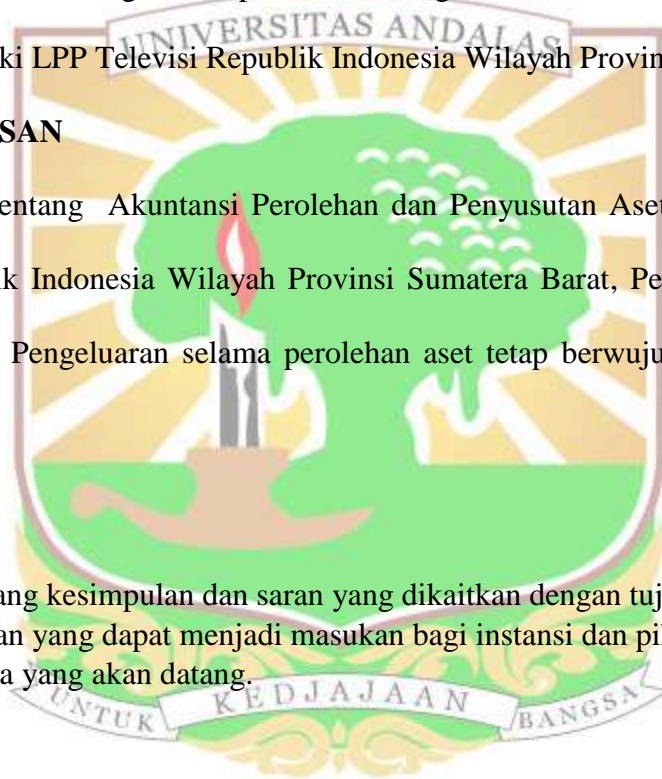 UNIVERSITAS ANDALAS
ki LPP Televisi Republik Indonesia Wilayah Provin
SAN
entang Akuntansi Perolehan dan Penyusutan Aset
k Indonesia Wilayah Provinsi Sumatera Barat, Pe
Pengeluaran selama perolehan aset tetap berwuju
ang kesimpulan dan saran yang dikaitkan dengan tuj
an yang dapat menjadi masukan bagi instansi dan pi
a yang akan datang.
UNTUK KEDJAJAAN BANGSA